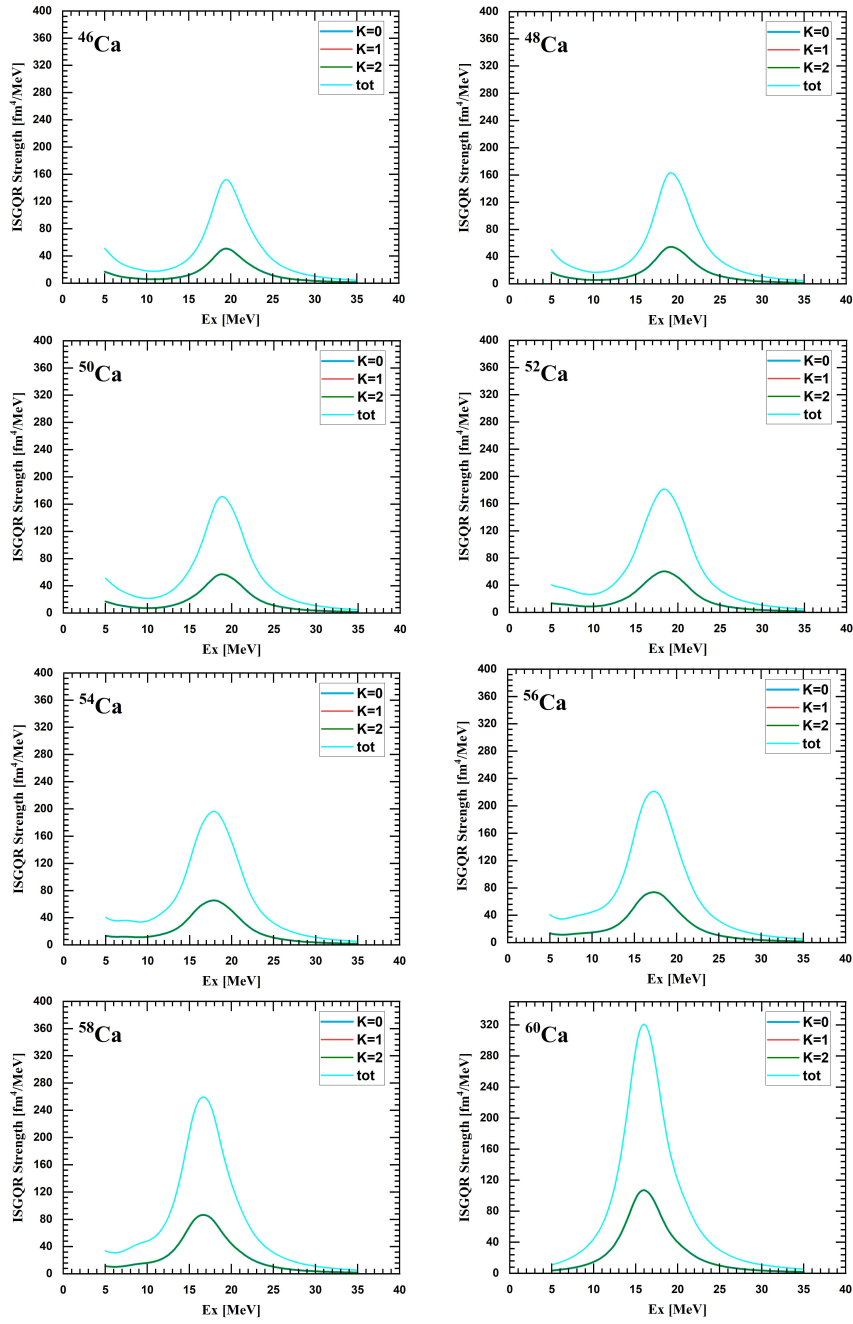 46Ca
K=0
K=1
K=2
tot
ISGQR Strength [fm4/MeV]
400
360
320
280
240
200
160
120
80
40
0
0 5 10 15 20 25 30 35 40
Ex [MeV]
48Ca
K=0
K=1
K=2
tot
ISGQR Strength [fm4/MeV]
400
360
320
280
240
200
160
120
80
40
0
0 5 10 15 20 25 30 35 40
Ex [MeV]
50Ca
K=0
K=1
K=2
tot
ISGQR Strength [fm4/MeV]
400
360
320
280
240
200
160
120
80
40
0
0 5 10 15 20 25 30 35 40
Ex [MeV]
52Ca
K=0
K=1
K=2
tot
ISGQR Strength [fm4/MeV]
400
360
320
280
240
200
160
120
80
40
0
0 5 10 15 20 25 30 35 40
Ex [MeV]
54Ca
K=0
K=1
K=2
tot
ISGQR Strength [fm4/MeV]
400
360
320
280
240
200
160
120
80
40
0
0 5 10 15 20 25 30 35 40
Ex [MeV]
56Ca
K=0
K=1
K=2
tot
ISGQR Strength [fm4/MeV]
400
360
320
280
240
200
160
120
80
40
0
0 5 10 15 20 25 30 35 40
Ex [MeV]
58Ca
K=0
K=1
K=2
tot
ISGQR Strength [fm4/MeV]
400
360
320
280
240
200
160
120
80
40
0
0 5 10 15 20 25 30 35 40
Ex [MeV]
60Ca
K=0
K=1
K=2
tot
ISGQR Strength [fm4/MeV]
320
280
240
200
160
120
80
40
0
0 5 10 15 20 25 30 35 40
Ex [MeV]